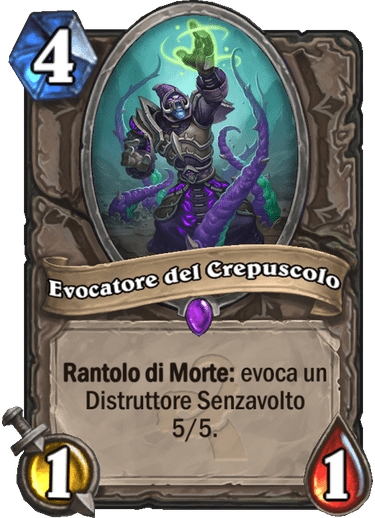 4
Evocatore del Crepuscolo
Rantolo di Morte: evoca un
Distruttore Senzavolto
5/5.
1
1